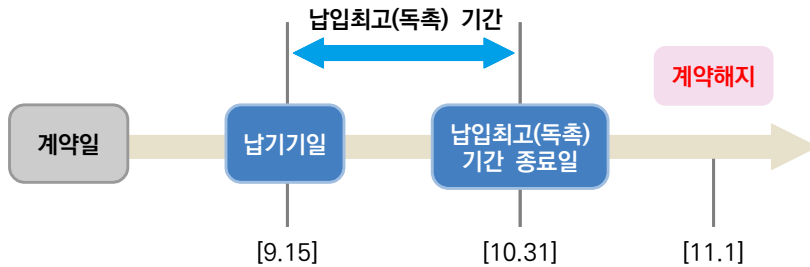 납입최고(독촉) 기간
계약해지
계약일
납기기일
납입최고(독촉)
기간 종료일
[9.15]
[10.31]
[11.1]